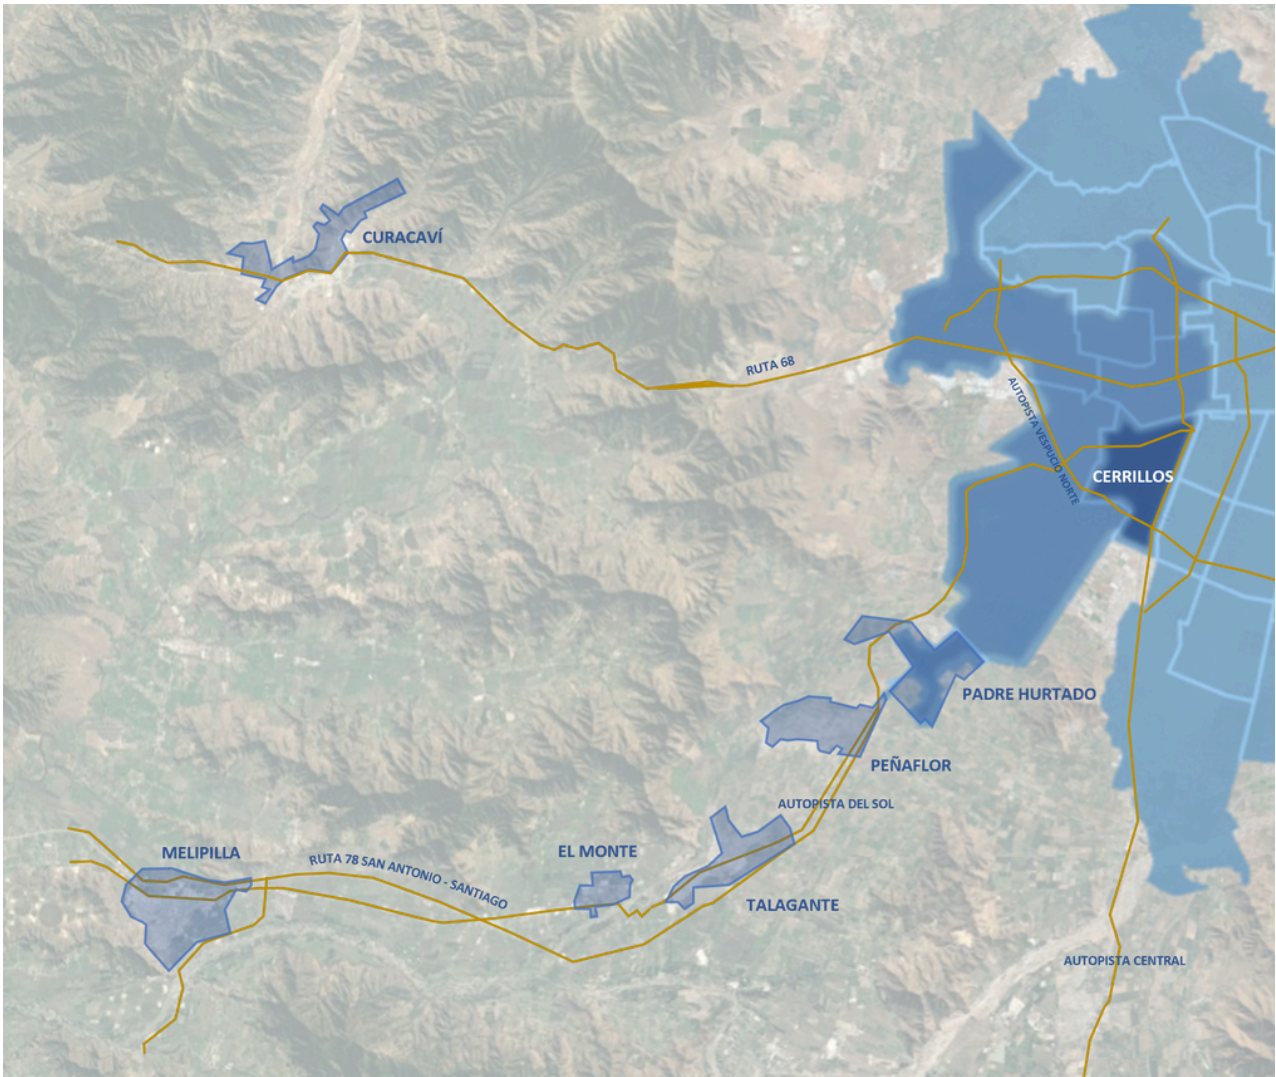 CURACAVÍ
RUTA 68
AUTOPISTA VESPUCIO NORTE
CERRILLOS
PADRE HURTADO
PEÑAFLOR
AUTOPISTA DEL SOL
MELIPILLA
EL MONTE
RUTA 78 SAN ANTONIO - SANTIAGO
TALAGANTE
AUTOPISTA CENTRAL